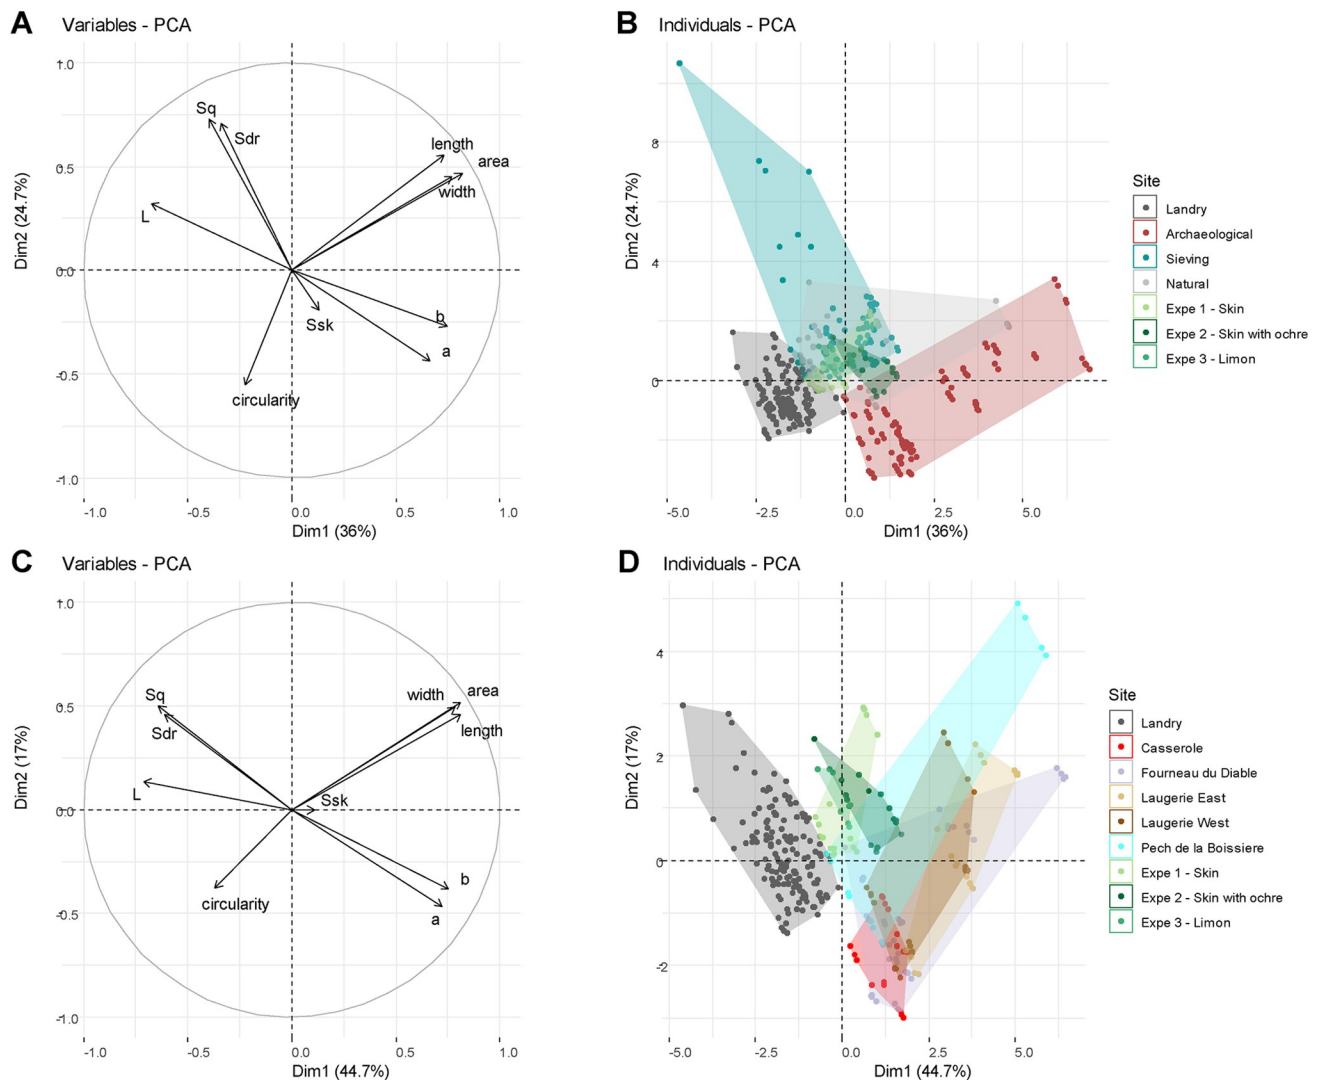 A
Variables - PCA
1.0
0.5
0.0
-0.5
-1.0
Dim2 (24.7%)
Sq
Sdr
length
area
width
L
b
Ssk
a
circularity
-1.0 -0.5 0.0 0.5 1.0
Dim1 (36%)
B
Individuals - PCA
8
4
0
Dim2 (24.7%)
-5.0 -2.5 0.0 2.5 5.0
Dim1 (36%)
Site
Landry
Archaeological
Sieving
Natural
Expe 1 - Skin
Expe 2 - Skin with ochre
Expe 3 - Limon
C
Variables - PCA
1.0
0.5
0.0
-0.5
-1.0
Dim2 (17%)
Sq
Sdr
width
area
length
L
Ssk
b
circularity
a
-1.0 -0.5 0.0 0.5 1.0
Dim1 (44.7%)
D
Individuals - PCA
4
2
0
-2
Dim2 (17%)
-5.0 -2.5 0.0 2.5 5.0
Dim1 (44.7%)
Site
Landry
Casserole
Fourneau du Diable
Laugerie East
Laugerie West
Pech de la Boissiere
Expe 1 - Skin
Expe 2 - Skin with ochre
Expe 3 - Limon